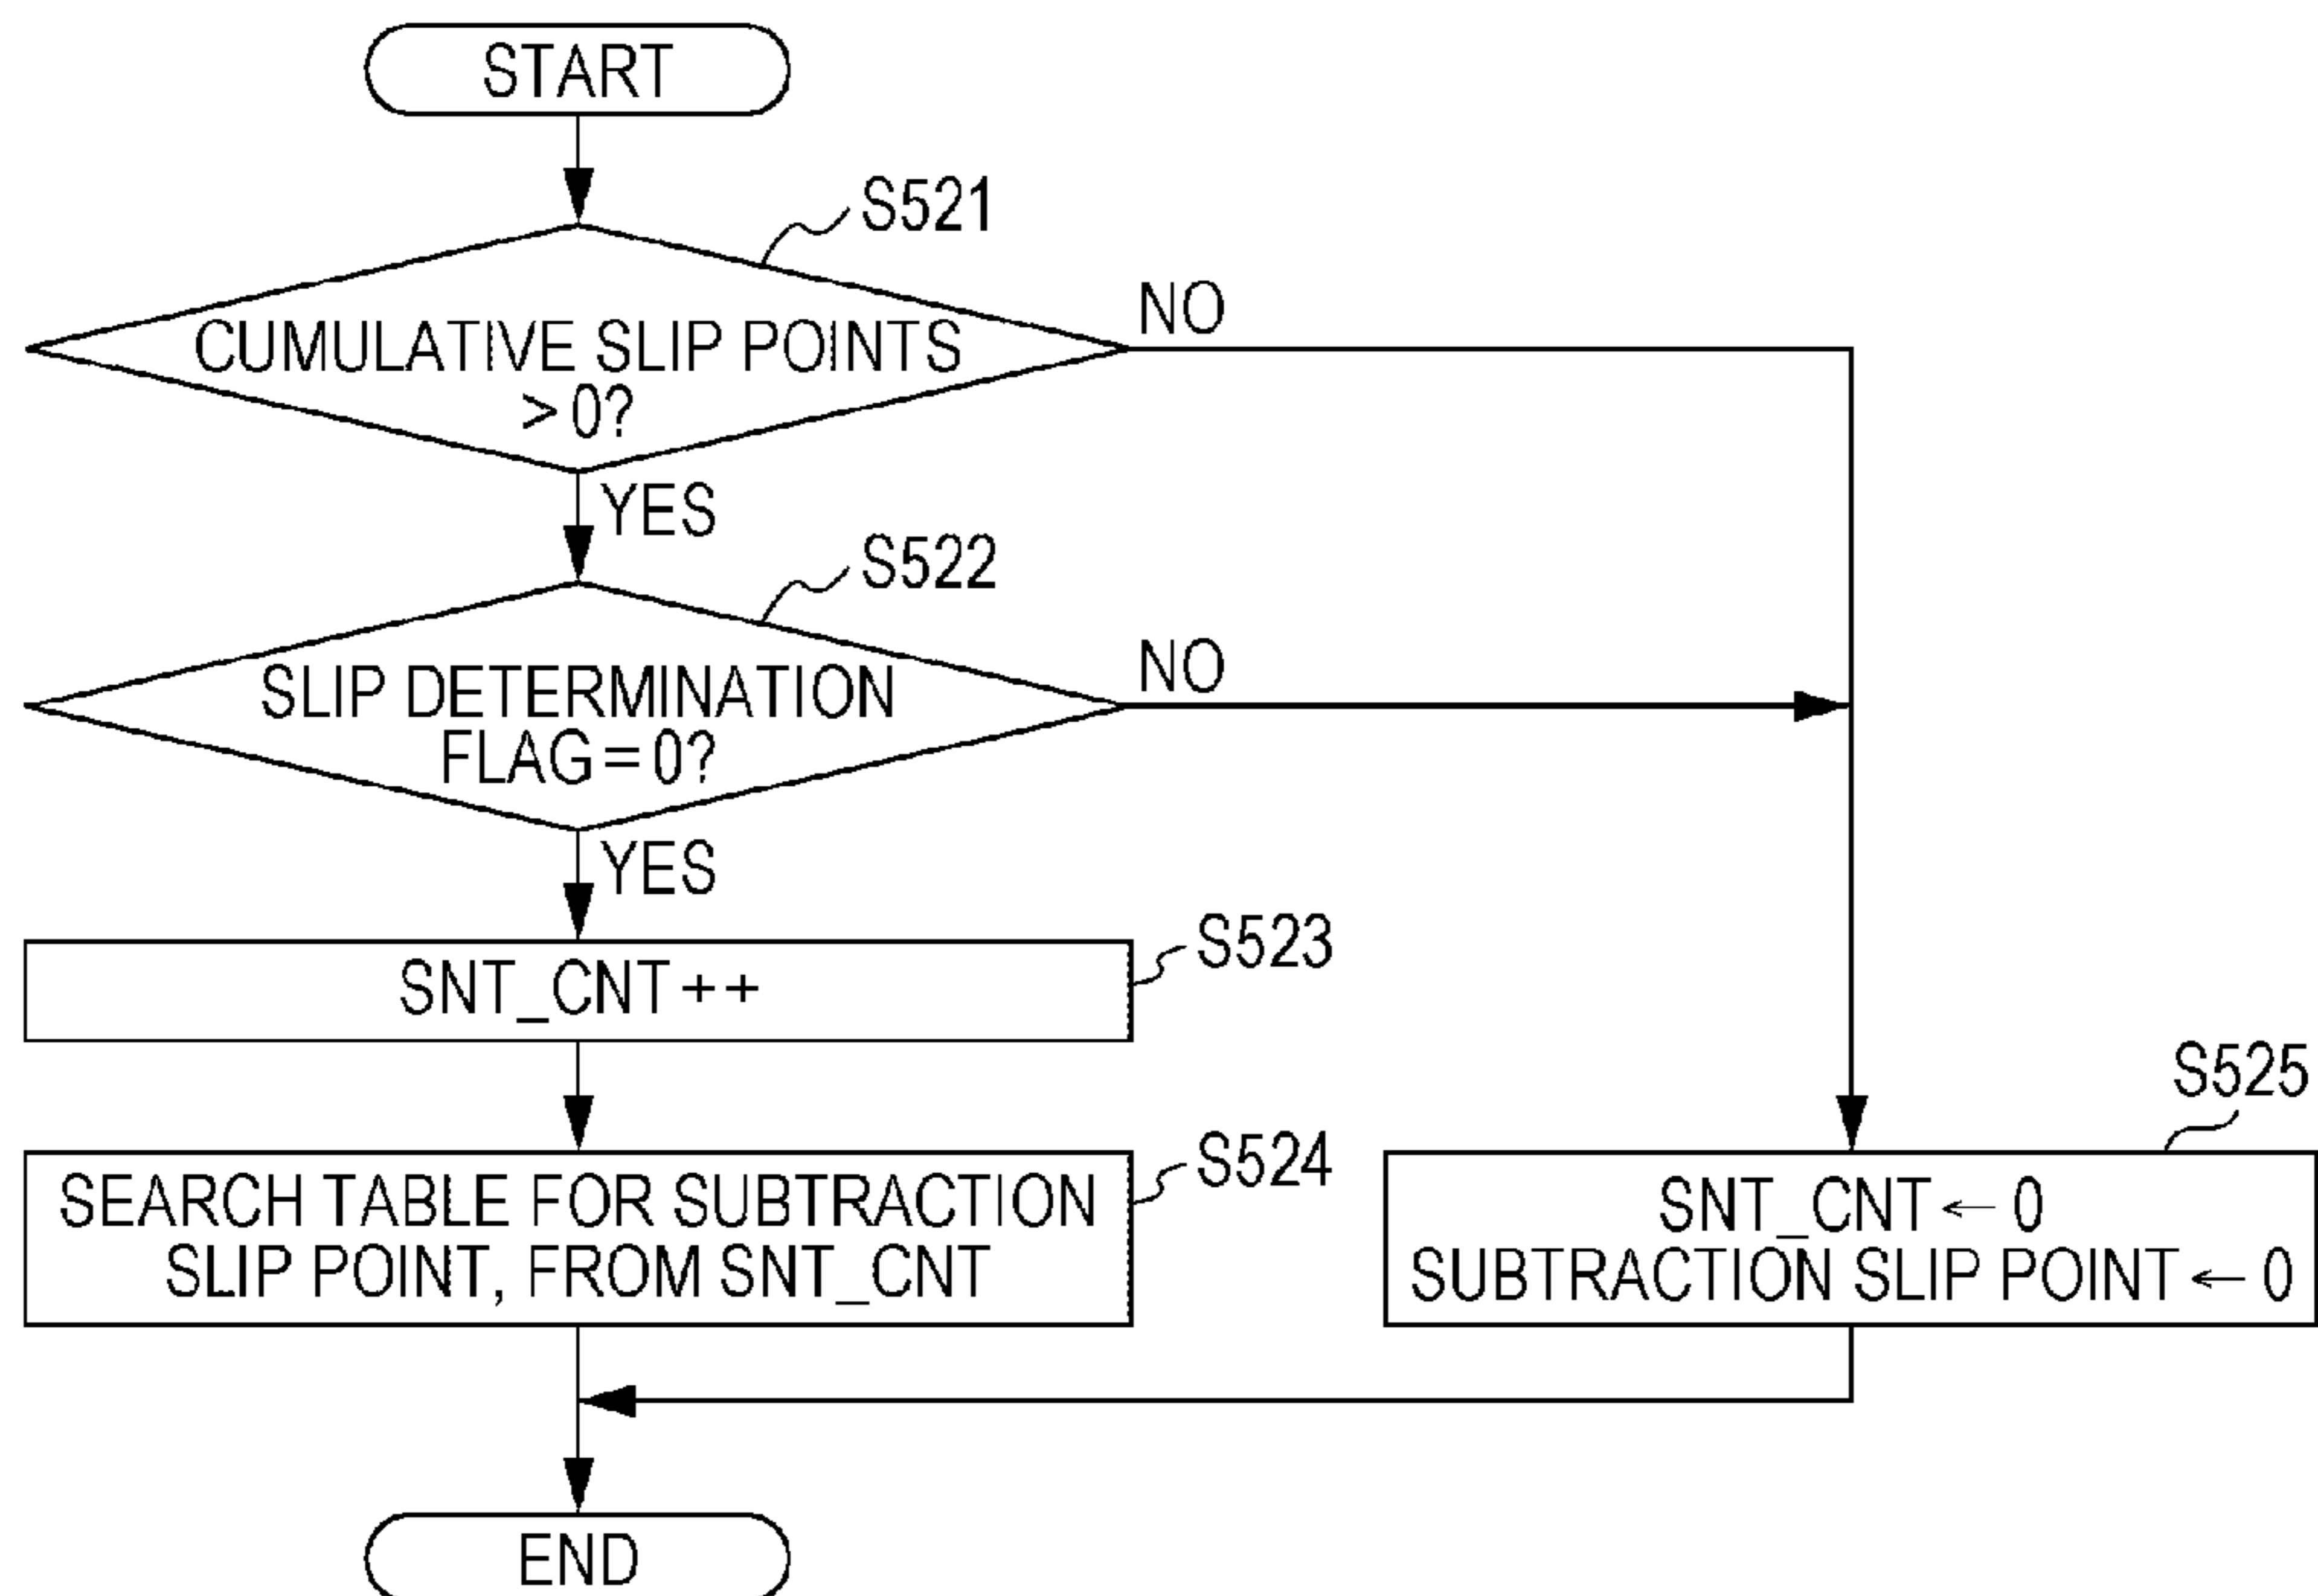 START
S521
CUMULATIVE SLIP POINTS
> 0?
NO
YES
S522
SLIP DETERMINATION
FLAG = 0?
NO
YES
S523
SNT_CNT++
S524
SEARCH TABLE FOR SUBTRACTION
SLIP POINT, FROM SNT_CNT
S525
SNT_CNT ← 0
SUBTRACTION SLIP POINT ← 0
END